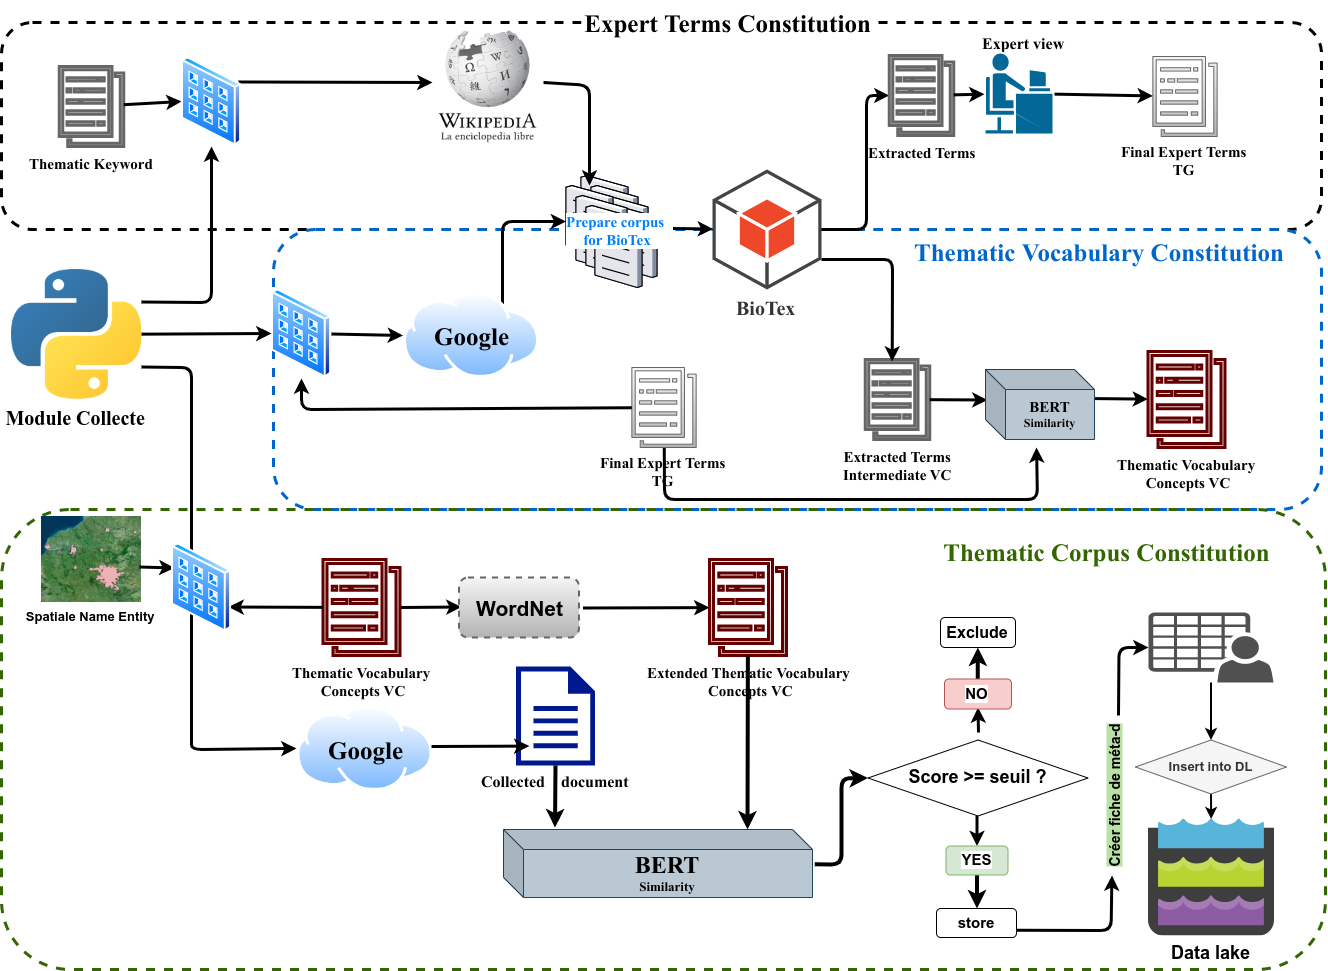 Expert Terms Constitution
Expert view
WIKIPEDIA
La enciclopedia libre
Thematic Keyword
Extracted Terms
Final Expert Terms
TG
Prepare corpus
for BioTex
Thematic Vocabulary Constitution
BioTex
Google
Module Collecte
BERT
Similarity
Final Expert Terms
TG
Extracted Terms
Intermediate VC
Thematic Vocabulary
Concepts VC
Thematic Corpus Constitution
Spatiale Name Entity
WordNet
Thematic Vocabulary
Concepts VC
Extended Thematic Vocabulary
Concepts VC
Exclude
NO
Google
Collected document
Score >= seuil ?
Créer fiche de méta-d
Insert into DL
YES
BERT
Similarity
store
Data lake